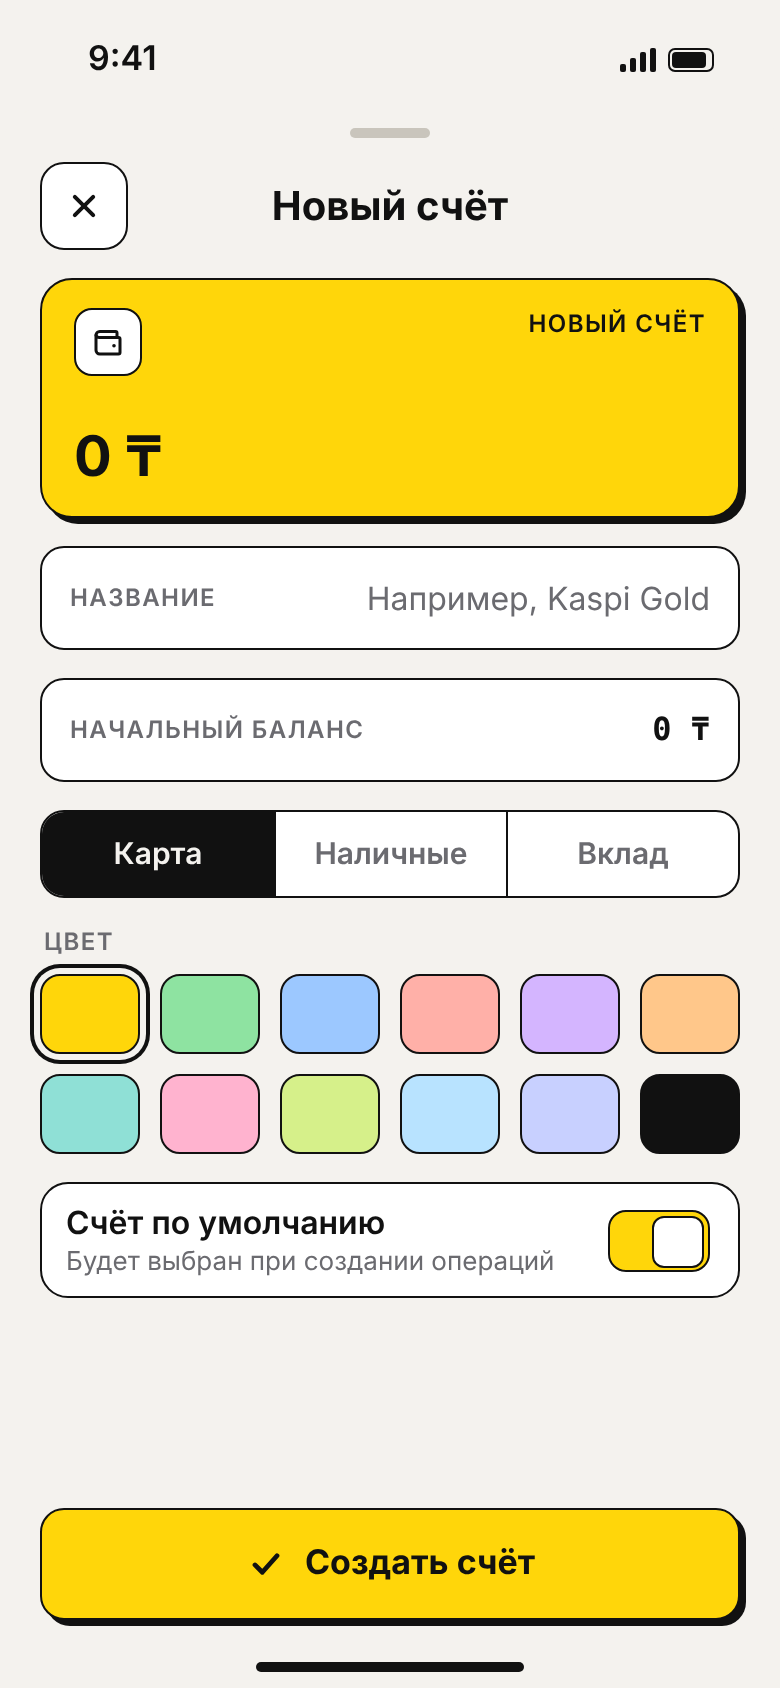 9:41
Новый счёт
НОВЫЙ СЧЁТ
0 ₸
НАЗВАНИЕ Например, Kaspi Gold
НАЧАЛЬНЫЙ БАЛАНС 0 ₸
Карта Наличные Вклад
ЦВЕТ
Счёт по умолчанию
Будет выбран при создании операций
Создать счёт